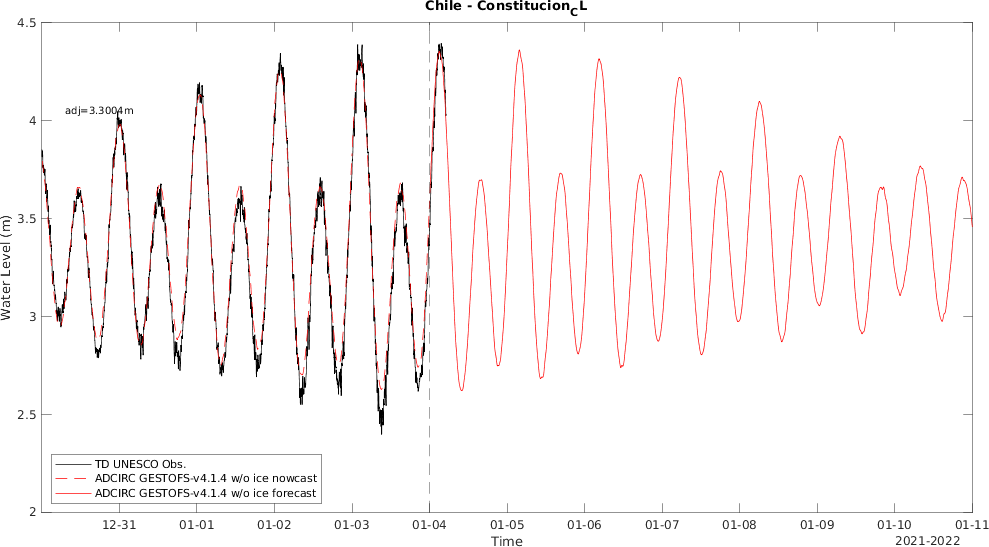 Chile - Constitucion_CL
4.5
4
3.5
3
2.5
2
Water Level (m)
adj=3.3004m
TD UNESCO Obs.
ADCIRC GESTOFS-v4.1.4 w/o ice nowcast
ADCIRC GESTOFS-v4.1.4 w/o ice forecast
12-31 01-01 01-02 01-03 01-04 01-05 01-06 01-07 01-08 01-09 01-10 01-11
Time
2021-2022